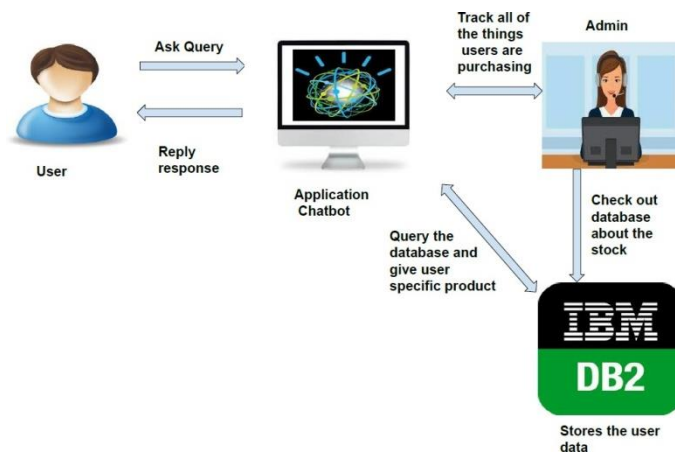 Track all of
the things
users are
purchasing
Admin
Ask Query
Reply
response
User
Application
Chatbot
Query the
database and
give user
specific product
Check out
database
about the
stock
IBM
DB2
Stores the user
data